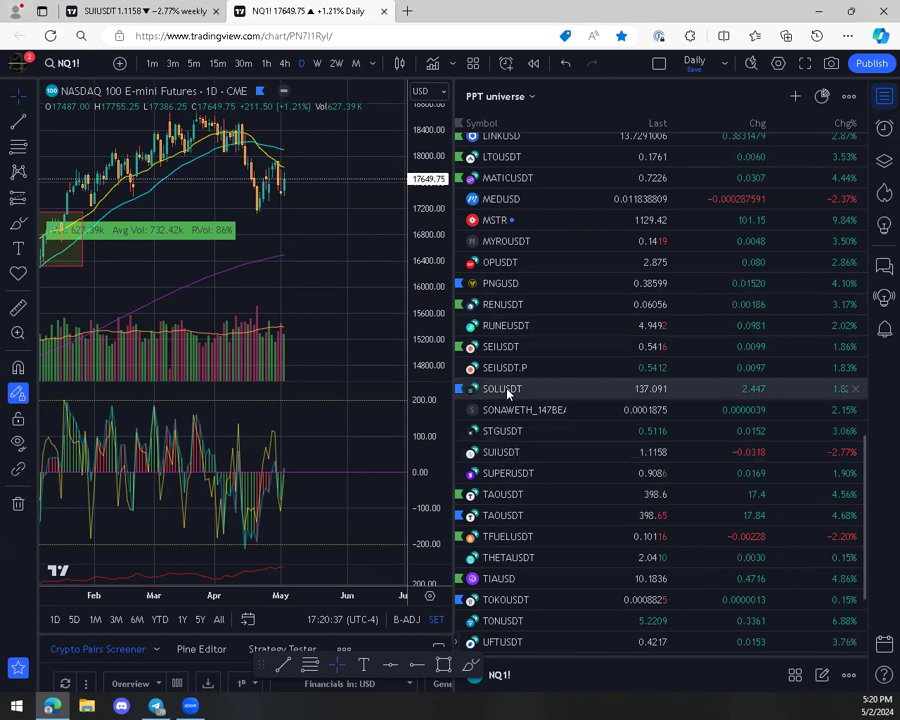 SUIUSDT 1.1158 ▼ −2.77% weekly
NQ1! 17649.75 ▲ +1.21% Daily
https://www.tradingview.com/chart/PN7I1Ryl/
2
NQ1!
1m 3m 5m 15m 30m 1h 4h D W 2W M
Daily
Save
Publish
NASDAQ 100 E-mini Futures · 1D · CME
O17487.00 H17755.25 L17386.25 C17649.75 +211.50 (+1.21%) Vol627.39K
USD
18400.00
18000.00
17649.75
17200.00
16800.00
16400.00
16000.00
15600.00
15200.00
14800.00
627.39k Avg Vol: 732.42k RVol: 86%
200.00
100.00
0.00
−100.00
−200.00
200.00
Feb Mar Apr May Jun
1D 5D 1M 3M 6M YTD 1Y 5Y All
17:20:37 (UTC-4)
B-ADJ SET
Crypto Pairs Screener Pine Editor Strategy Tester
Overview
1D
Financials in: USD
PPT universe
Symbol Last Chg Chg%
LINKUSD 13.7291006 0.3831479 2.87%
LTOUSDT 0.1761 0.0060 3.53%
MATICUSDT 0.7226 0.0307 4.44%
MEDUSD 0.011838809 −0.000287591 −2.37%
MSTR 1129.42 101.15 9.84%
MYROUSDT 0.1419 0.0048 3.50%
OPUSDT 2.875 0.080 2.86%
PNGUSD 0.38599 0.01520 4.10%
RENUSDT 0.06056 0.00186 3.17%
RUNEUSDT 4.9492 0.0981 2.02%
SEIUSDT 0.5416 0.0099 1.86%
SEIUSDT.P 0.5412 0.0097 1.83%
SOLUSDT 137.091 2.447
SONAWETH_147BEA 0.0001875 0.0000039 2.15%
STGUSDT 0.5116 0.0152 3.06%
SUIUSDT 1.1158 −0.0318 −2.77%
SUPERUSDT 0.9086 0.0169 1.90%
TAOUSDT 398.6 17.4 4.56%
TAOUSDT 398.65 17.84 4.68%
TFUELUSDT 0.10116 −0.00228 −2.20%
THETAUSDT 2.0410 0.0030 0.15%
TIAUSD 10.1836 0.4716 4.86%
TOKOUSDT 0.0008825 0.0000013 0.15%
TONUSDT 5.2209 0.3361 6.88%
UFTUSDT 0.4217 0.0153 3.76%
NQ1!
5:20 PM
5/2/2024